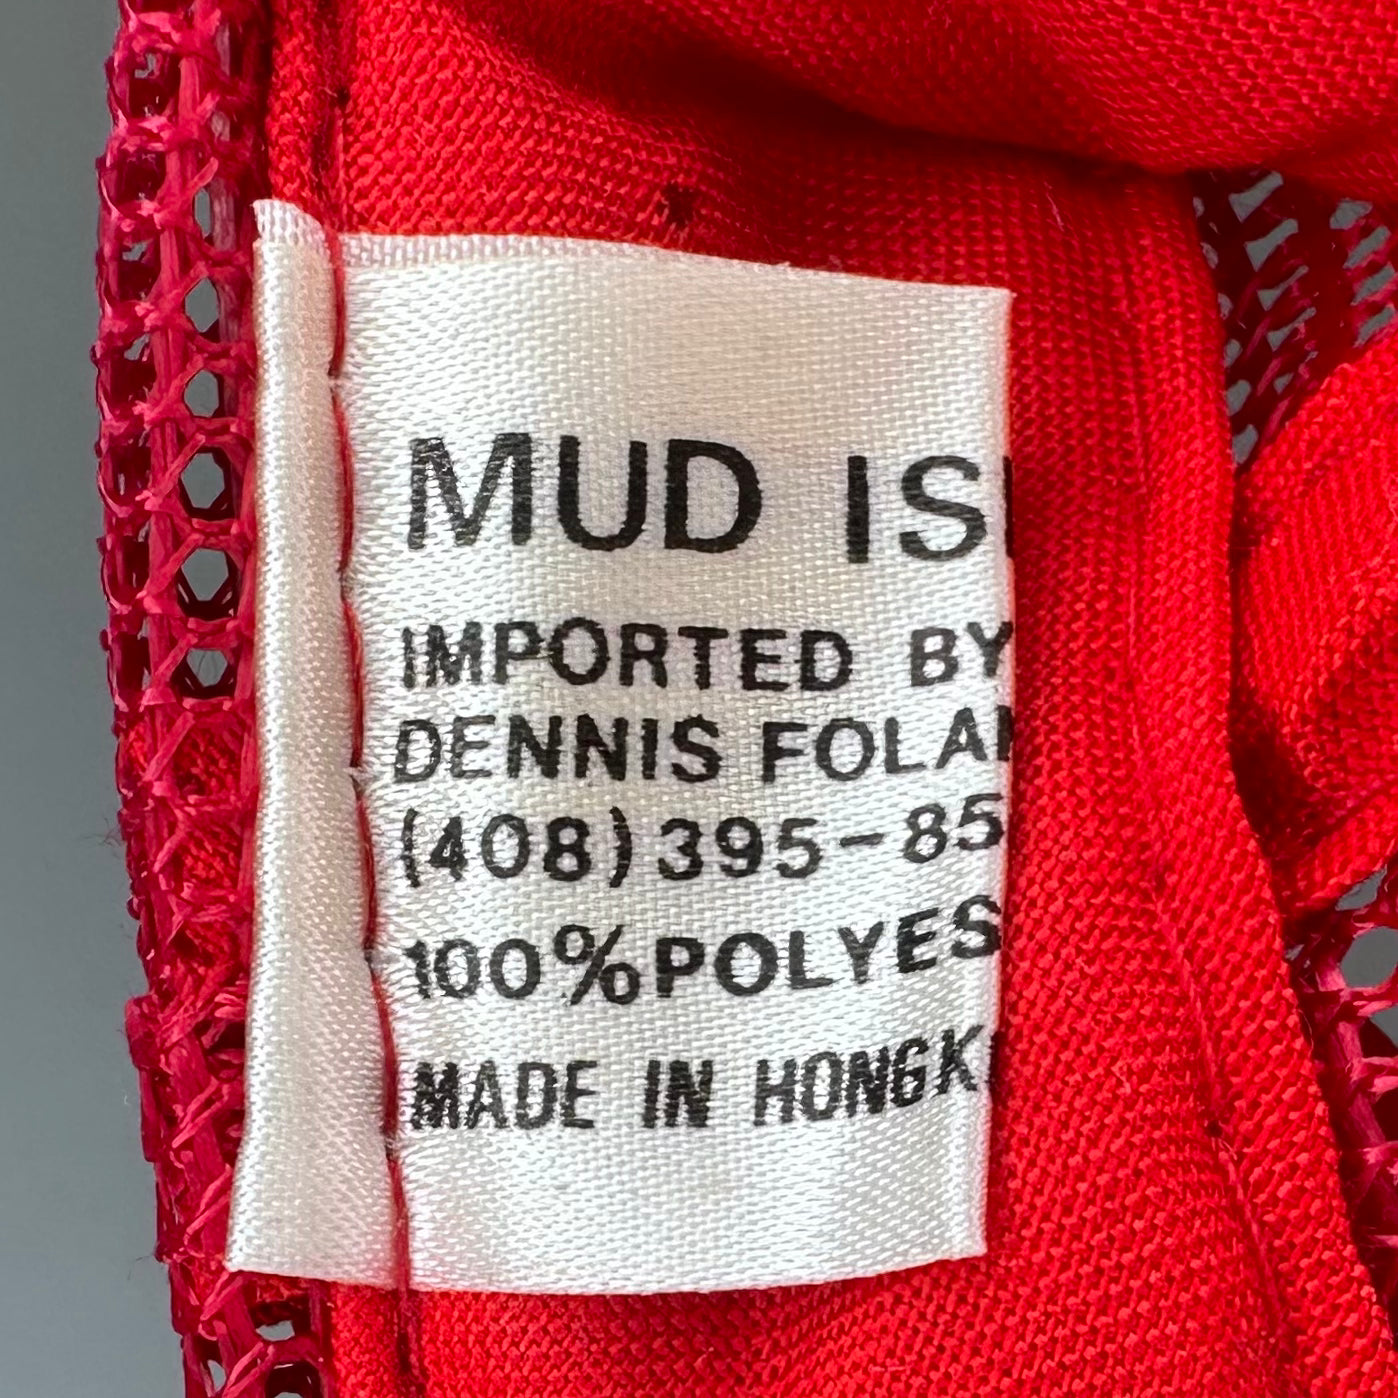 MUD IS
IMPORTED BY
DENNIS FOLA
(408)395-85
100%POLYES
MADE IN HONGK